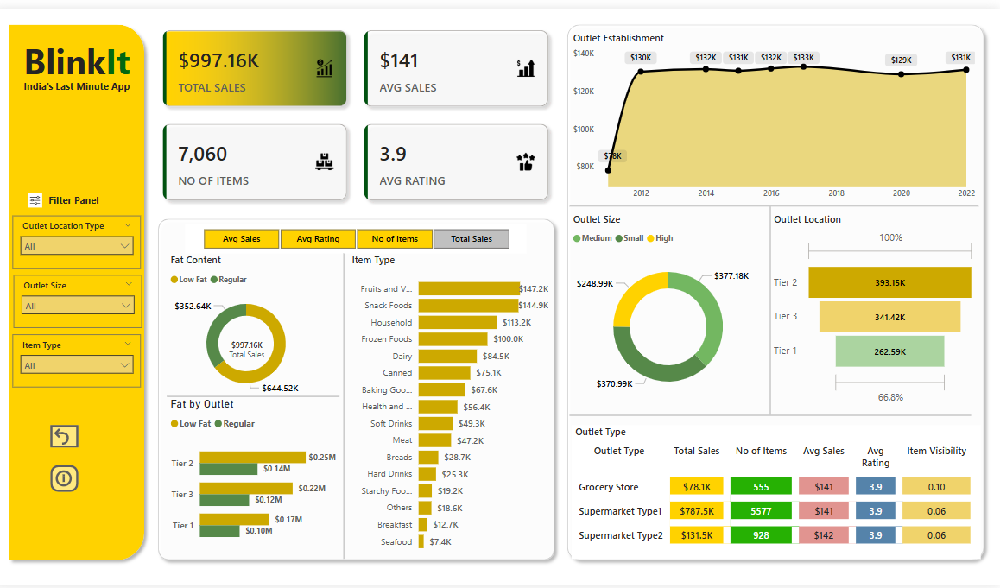 BlinkIt
India's Last Minute App
Filter Panel
Outlet Location Type
All
Outlet Size
All
Item Type
All
$997.16K
TOTAL SALES
$141
AVG SALES
7,060
NO OF ITEMS
3.9
AVG RATING
Avg Sales Avg Rating No of Items Total Sales
Fat Content
Low Fat Regular
$352.64K
$997.16K
Total Sales
$644.52K
Fat by Outlet
Low Fat Regular
Tier 2 $0.25M
$0.14M
Tier 3 $0.22M
$0.12M
Tier 1 $0.17M
$0.10M
Item Type
Fruits and V... $147.2K
Snack Foods $144.9K
Household $113.2K
Frozen Foods $100.0K
Dairy $84.5K
Canned $75.1K
Baking Goo... $67.6K
Health and ... $56.4K
Soft Drinks $49.3K
Meat $47.2K
Breads $28.7K
Hard Drinks $25.3K
Starchy Foo... $19.2K
Others $18.6K
Breakfast $12.7K
Seafood $7.4K
Outlet Establishment
$140K
$120K
$100K
$80K
$78K $130K $132K $131K $132K $133K $129K $131K
2012 2014 2016 2018 2020 2022
Outlet Size
Medium Small High
$248.99K
$377.18K
$370.99K
Outlet Location
100%
Tier 2 393.15K
Tier 3 341.42K
Tier 1 262.59K
66.8%
Outlet Type
Outlet Type Total Sales No of Items Avg Sales Avg Rating Item Visibility
Grocery Store $78.1K 555 $141 3.9 0.10
Supermarket Type1 $787.5K 5577 $141 3.9 0.06
Supermarket Type2 $131.5K 928 $142 3.9 0.06